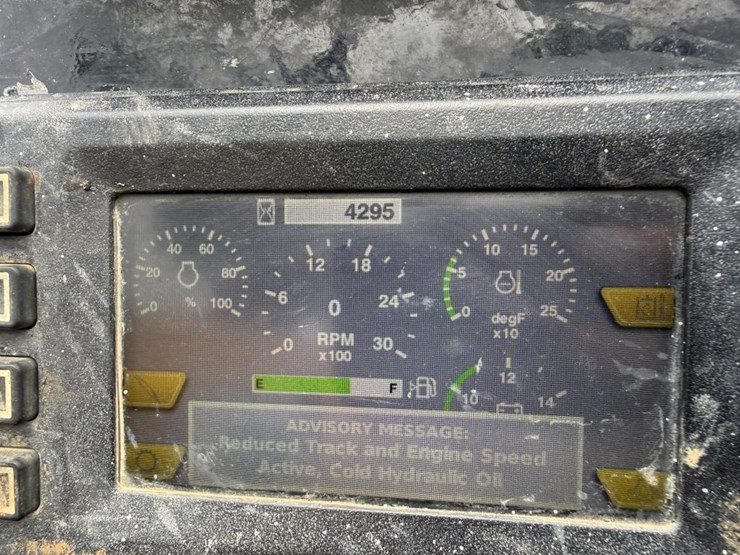 4295
0 20 40 60 80 100
%
0 6 12 18 24 30
0
RPM
x100
0 5 10 15 20 25
degF
x10
E F
10 12 14
ADVISORY MESSAGE:
Reduced Track and Engine Speed
Active, Cold Hydraulic Oil